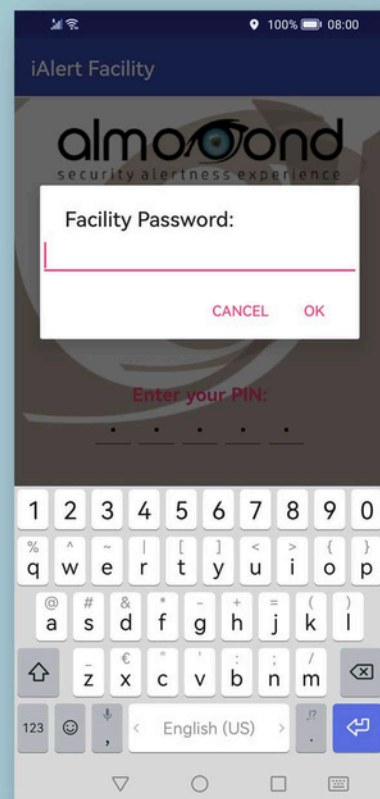 100% 08:00
iAlert Facility
almond
security alertness experience
Facility Password:
CANCEL OK
Enter your PIN:
1 2 3 4 5 6 7 8 9 0
% ^ ~ | [ ] < > { }
q w e r t y u i o p
@ # & * - + = ( )
a s d f g h j k l
_ € " ' : ; /
z x c v b n m
123 , < English (US) > ,!? .